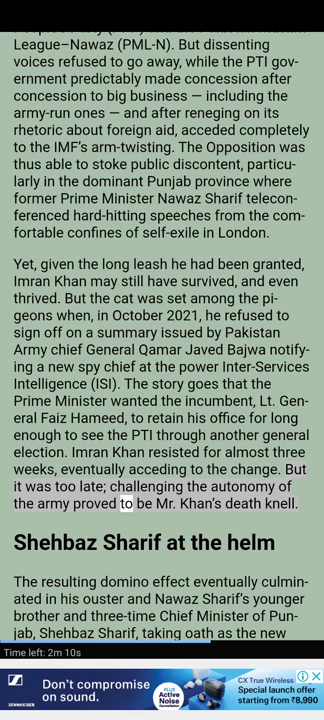 League–Nawaz (PML-N). But dissenting
voices refused to go away, while the PTI gov-
ernment predictably made concession after
concession to big business — including the
army-run ones — and after reneging on its
rhetoric about foreign aid, acceded completely
to the IMF's arm-twisting. The Opposition was
thus able to stoke public discontent, particu-
larly in the dominant Punjab province where
former Prime Minister Nawaz Sharif telecon-
ferenced hard-hitting speeches from the com-
fortable confines of self-exile in London.
Yet, given the long leash he had been granted,
Imran Khan may still have survived, and even
thrived. But the cat was set among the pi-
geons when, in October 2021, he refused to
sign off on a summary issued by Pakistan
Army chief General Qamar Javed Bajwa notify-
ing a new spy chief at the power Inter-Services
Intelligence (ISI). The story goes that the
Prime Minister wanted the incumbent, Lt. Gen-
eral Faiz Hameed, to retain his office for long
enough to see the PTI through another general
election. Imran Khan resisted for almost three
weeks, eventually acceding to the change. But
it was too late; challenging the autonomy of
the army proved to be Mr. Khan's death knell.
Shehbaz Sharif at the helm
The resulting domino effect eventually culmin-
ated in his ouster and Nawaz Sharif's younger
brother and three-time Chief Minister of Pun-
jab, Shehbaz Sharif, taking oath as the new
Time left: 2m 10s
SENNHEISER
Don't compromise
on sound.
PLUS
Active
Noise
CX True Wireless
Special launch offer
starting from ₹8,990